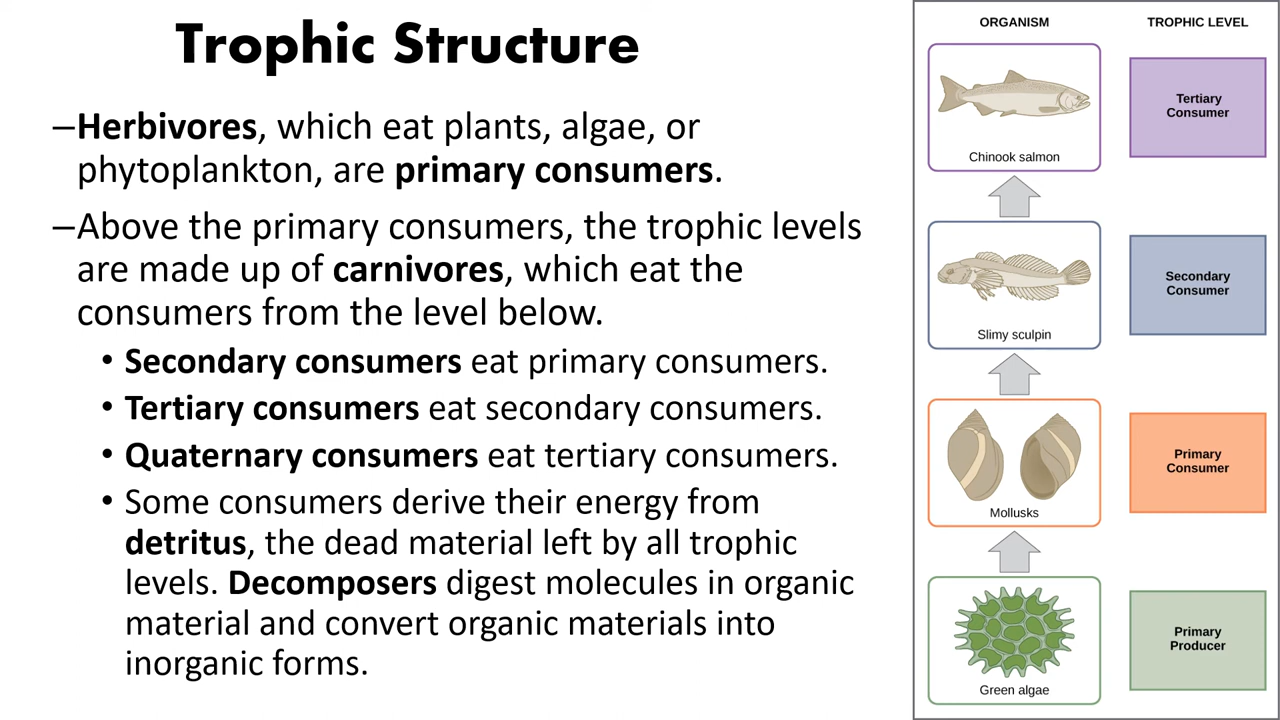 Trophic Structure
–Herbivores, which eat plants, algae, or
phytoplankton, are primary consumers.
–Above the primary consumers, the trophic levels
are made up of carnivores, which eat the
consumers from the level below.
• Secondary consumers eat primary consumers.
• Tertiary consumers eat secondary consumers.
• Quaternary consumers eat tertiary consumers.
• Some consumers derive their energy from
detritus, the dead material left by all trophic
levels. Decomposers digest molecules in organic
material and convert organic materials into
inorganic forms.
ORGANISM
TROPHIC LEVEL
Chinook salmon
Tertiary
Consumer
Slimy sculpin
Secondary
Consumer
Mollusks
Primary
Consumer
Green algae
Primary
Producer